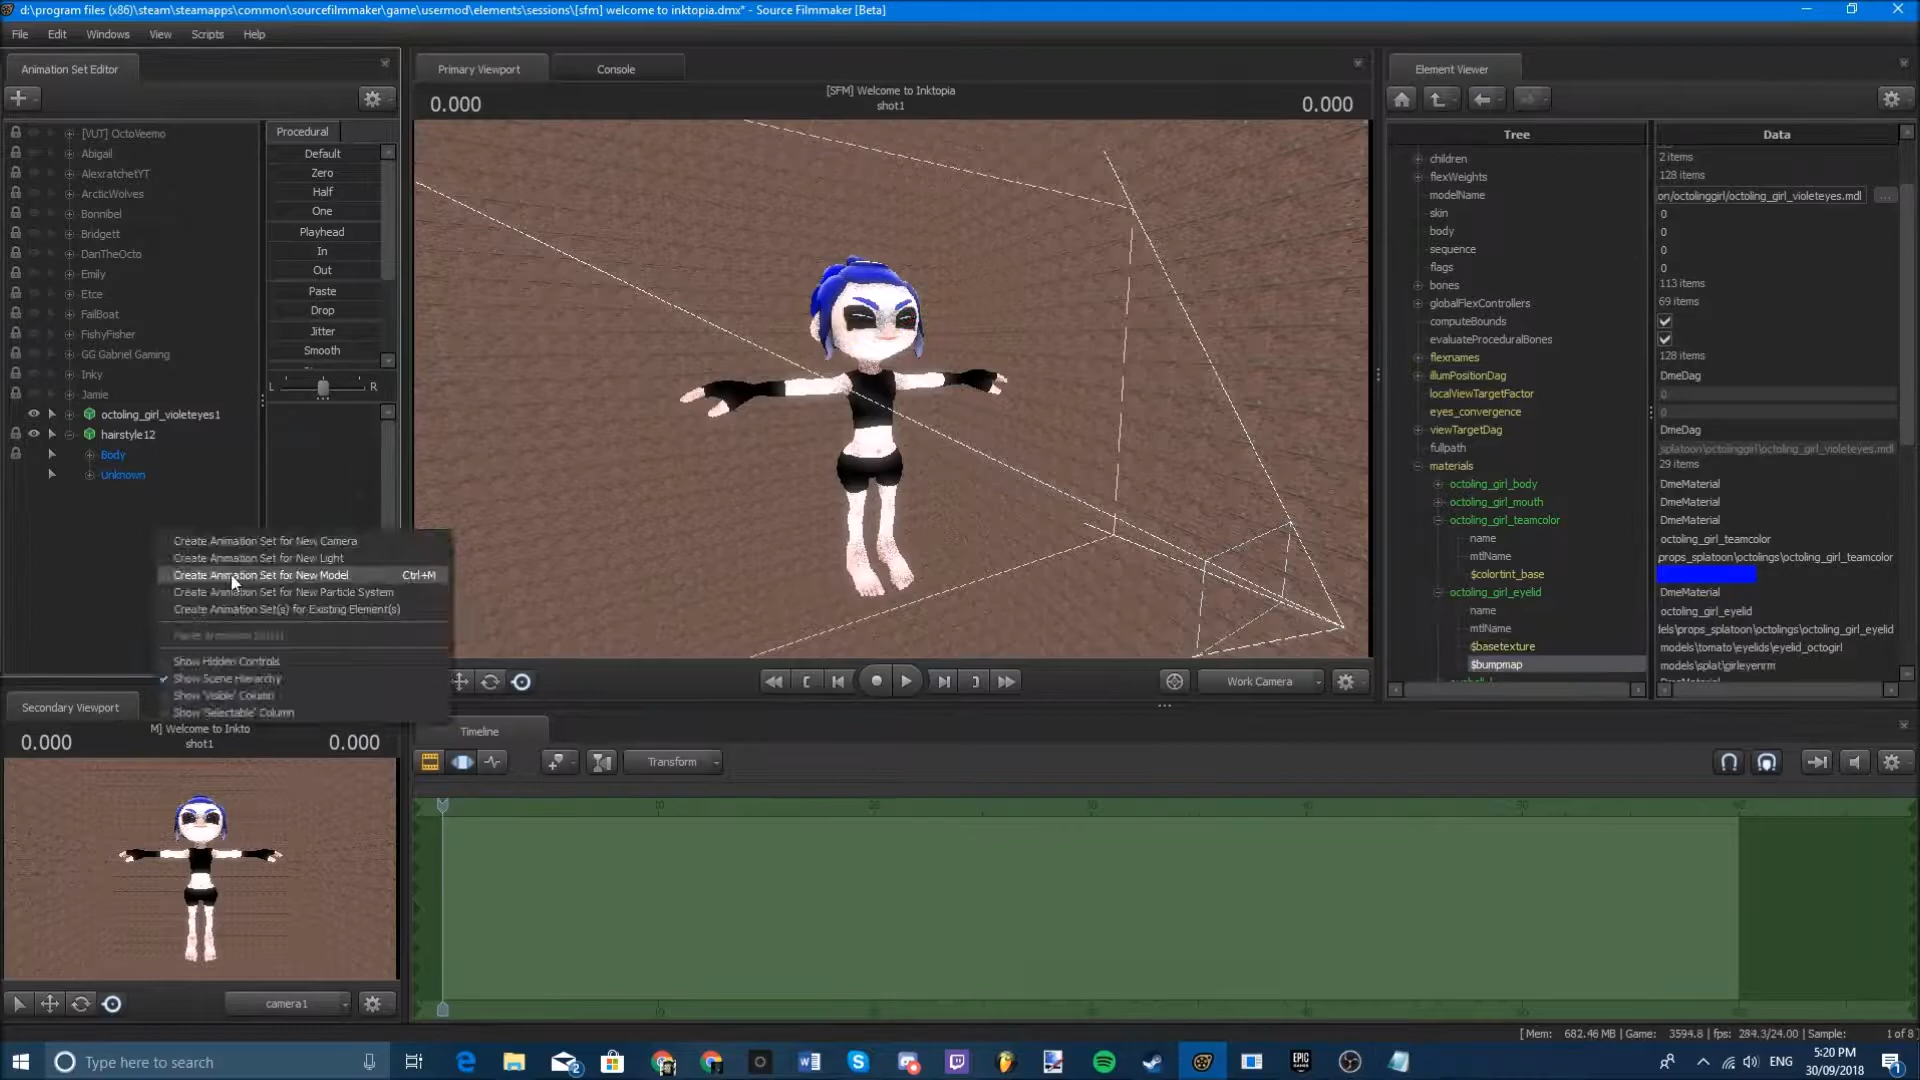 d:\program files (x86)\steam\steamapps\common\sourcefilmmaker\game\usermod\elements\sessions\[sfm] welcome to inktopia.dmx* - Source Filmmaker [Beta]
File Edit Windows View Scripts Help
Animation Set Editor
[VUT] OctoVeemo
Abigail
AlexratchetYT
ArcticWolves
Bonnibel
Bridgett
DanTheOcto
Emily
Etce
FailBoat
FishyFisher
GG Gabriel Gaming
Inky
Jamie
octoling_girl_violeteyes1
hairstyle12
Body
Unknown
Procedural
Default
Zero
Half
One
Playhead
In
Out
Paste
Drop
Jitter
Smooth
L R
Create Animation Set for New Camera
Create Animation Set for New Light
Create Animation Set for New Model Ctrl+M
Create Animation Set for New Particle System
Create Animation Set(s) for Existing Element(s)
Show Hidden Controls
Show Scene Hierarchy
Show 'Visible' Column
Show 'Selectable' Column
Primary Viewport Console
[SFM] Welcome to Inktopia
0.000 shot1 0.000
Work Camera
Element Viewer
Tree Data
children 2 items
flexWeights 128 items
modelName on/octolinggirl/octoling_girl_violeteyes.mdl ...
skin 0
body 0
sequence 0
flags 0
bones 113 items
globalFlexControllers 69 items
computeBounds
evaluateProceduralBones
flexnames 128 items
illumPositionDag DmeDag
localViewTargetFactor 0
eyes_convergence 0
viewTargetDag DmeDag
fullpath splatoon\octolinggirl\octoling_girl_violeteyes.mdl
materials 29 items
octoling_girl_body DmeMaterial
octoling_girl_mouth DmeMaterial
octoling_girl_teamcolor DmeMaterial
name octoling_girl_teamcolor
mtlName props_splatoon\octolings\octoling_girl_teamcolor
$colortint_base
octoling_girl_eyelid DmeMaterial
name octoling_girl_eyelid
mtlName dels\props_splatoon\octolings\octoling_girl_eyelid
$basetexture models\tomato\eyelids\eyelid_octogirl
$bumpmap models\splat\girleyenrm
Secondary Viewport
M] Welcome to Inkto
0.000 shot1 0.000
camera1
Timeline
Transform
[ Mem: 682.46 MB | Game: 3594.8 | fps: 284.3/24.00 | Sample: 1 of 8
Type here to search
2
EPIC GAMES
ENG
5:20 PM
30/09/2018
1